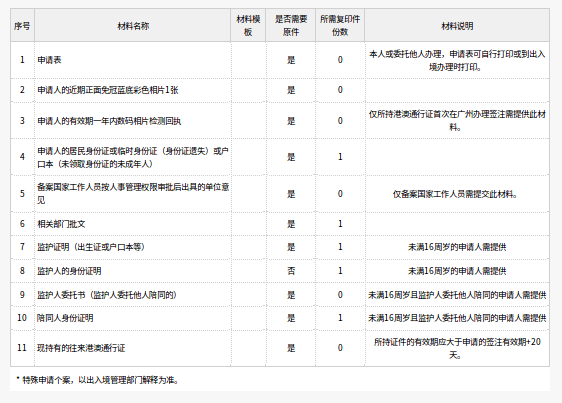 序号 材料名称 材料模板 是否需要原件 所需复印件份数 材料说明
1 申请表 是 0 本人或委托他人办理，申请表可自行打印或到出入境办理时打印。
2 申请人的近期正面免冠蓝底彩色相片1张 是 0
3 申请人的有效期一年内数码相片检测回执 是 0 仅所持港澳通行证首次在广州办理签注需提供此材料。
4 申请人的居民身份证或临时身份证（身份证遗失）或户口本（未领取身份证的未成年人） 是 1
5 备案国家工作人员按人事管理权限审批后出具的单位意见 是 0 仅备案国家工作人员需提交此材料。
6 相关部门批文 是 1
7 监护证明（出生证或户口本等） 是 1 未满16周岁的申请人需提供
8 监护人的身份证明 否 1 未满16周岁的申请人需提供
9 监护人委托书（监护人委托他人陪同的） 是 0 未满16周岁且监护人委托他人陪同的申请人需提供
10 陪同人身份证明 是 1 未满16周岁且监护人委托他人陪同的申请人需提供
11 现持有的往来港澳通行证 是 0 所持证件的有效期应大于申请的签注有效期+20天。
* 特殊申请个案，以出入境管理部门解释为准。